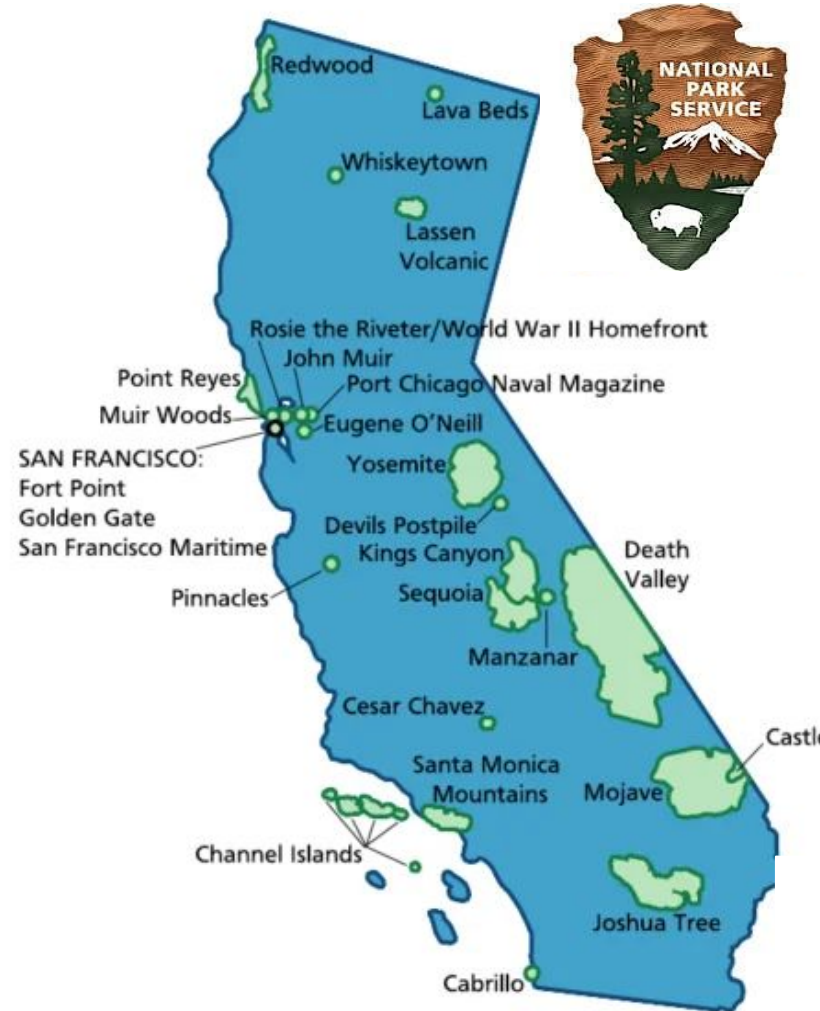 NATIONAL
PARK
SERVICE
Redwood
Lava Beds
Whiskeytown
Lassen
Volcanic
Rosie the Riveter/World War II Homefront
John Muir
Point Reyes
Port Chicago Naval Magazine
Muir Woods
Eugene O'Neill
SAN FRANCISCO:
Fort Point
Golden Gate
San Francisco Maritime
Yosemite
Devils Postpile
Kings Canyon
Death
Valley
Sequoia
Pinnacles
Manzanar
Cesar Chavez
Castl
Santa Monica
Mountains
Mojave
Channel Islands
Joshua Tree
Cabrillo